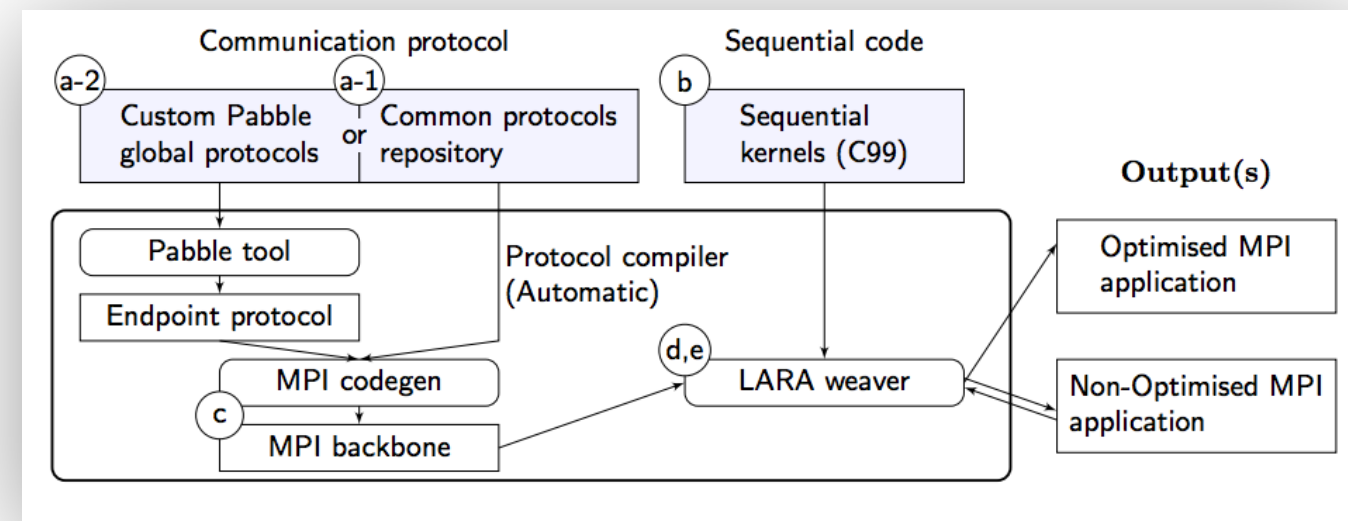 Communication protocol
Sequential code
a-2
a-1
b
Custom Pabble
global protocols
or
Common protocols
repository
Sequential
kernels (C99)
Output(s)
Pabble tool
Protocol compiler
(Automatic)
Endpoint protocol
Optimised MPI
application
d,e
MPI codegen
LARA weaver
Non-Optimised MPI
application
c
MPI backbone